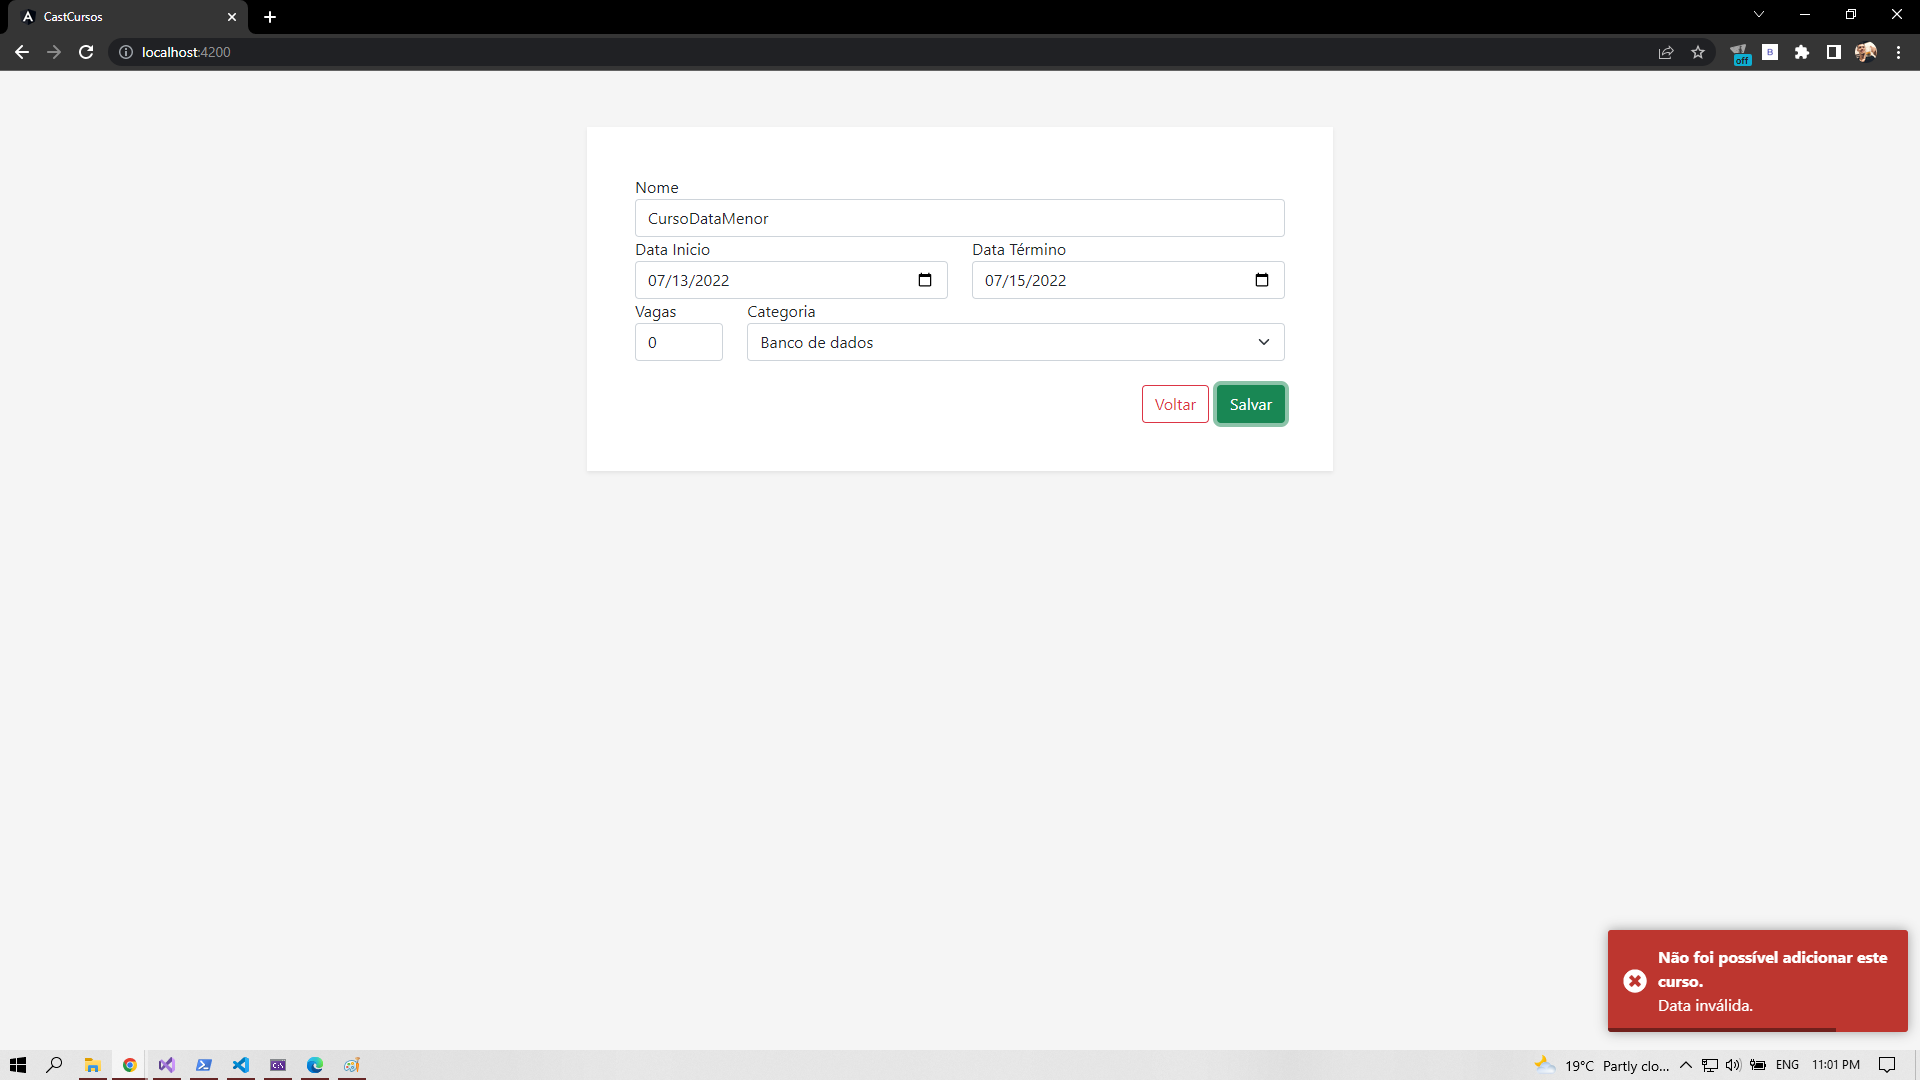 CastCursos
localhost:4200
off
B
Nome
CursoDataMenor
Data Inicio
Data Término
07/13/2022
07/15/2022
Vagas
Categoria
0
Banco de dados
Voltar
Salvar
Não foi possível adicionar este
curso.
Data inválida.
19°C Partly clo...
ENG
11:01 PM